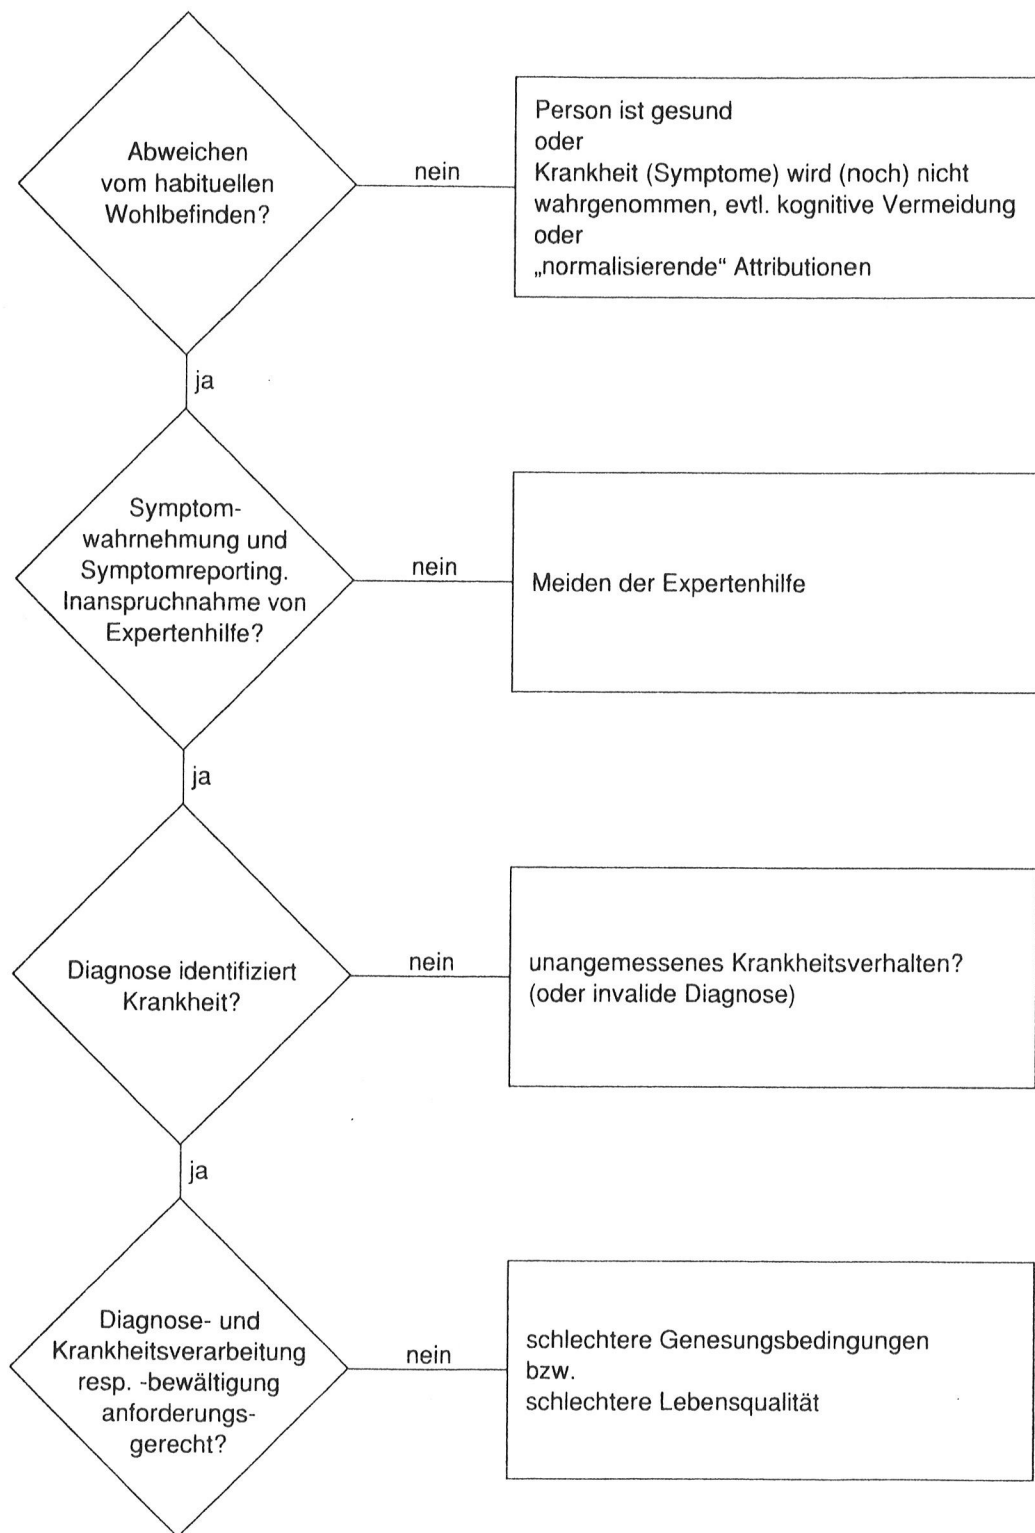 Abweichen
vom habituellen
Wohlbefinden?
nein
Person ist gesund
oder
Krankheit (Symptome) wird (noch) nicht
wahrgenommen, evtl. kognitive Vermeidung
oder
„normalisierende“ Attributionen
ja
Symptom-
wahrnehmung und
Symptomreporting.
Inanspruchnahme von
Expertenhilfe?
nein
Meiden der Expertenhilfe
ja
Diagnose identifiziert
Krankheit?
nein
unangemessenes Krankheitsverhalten?
(oder invalide Diagnose)
ja
Diagnose- und
Krankheitsverarbeitung
resp. -bewältigung
anforderungs-
gerecht?
nein
schlechtere Genesungsbedingungen
bzw.
schlechtere Lebensqualität